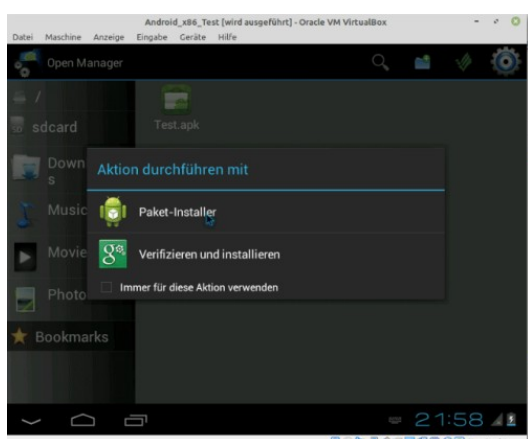 Android_x86_Test [wird ausgeführt] - Oracle VM VirtualBox
Datei Maschine Anzeige Eingabe Geräte Hilfe
Open Manager
/
sdcard
Test.apk
Down
s
Music
Movie
Photo
Bookmarks
Aktion durchführen mit
Paket-Installer
Verifizieren und installieren
Immer für diese Aktion verwenden
21:58